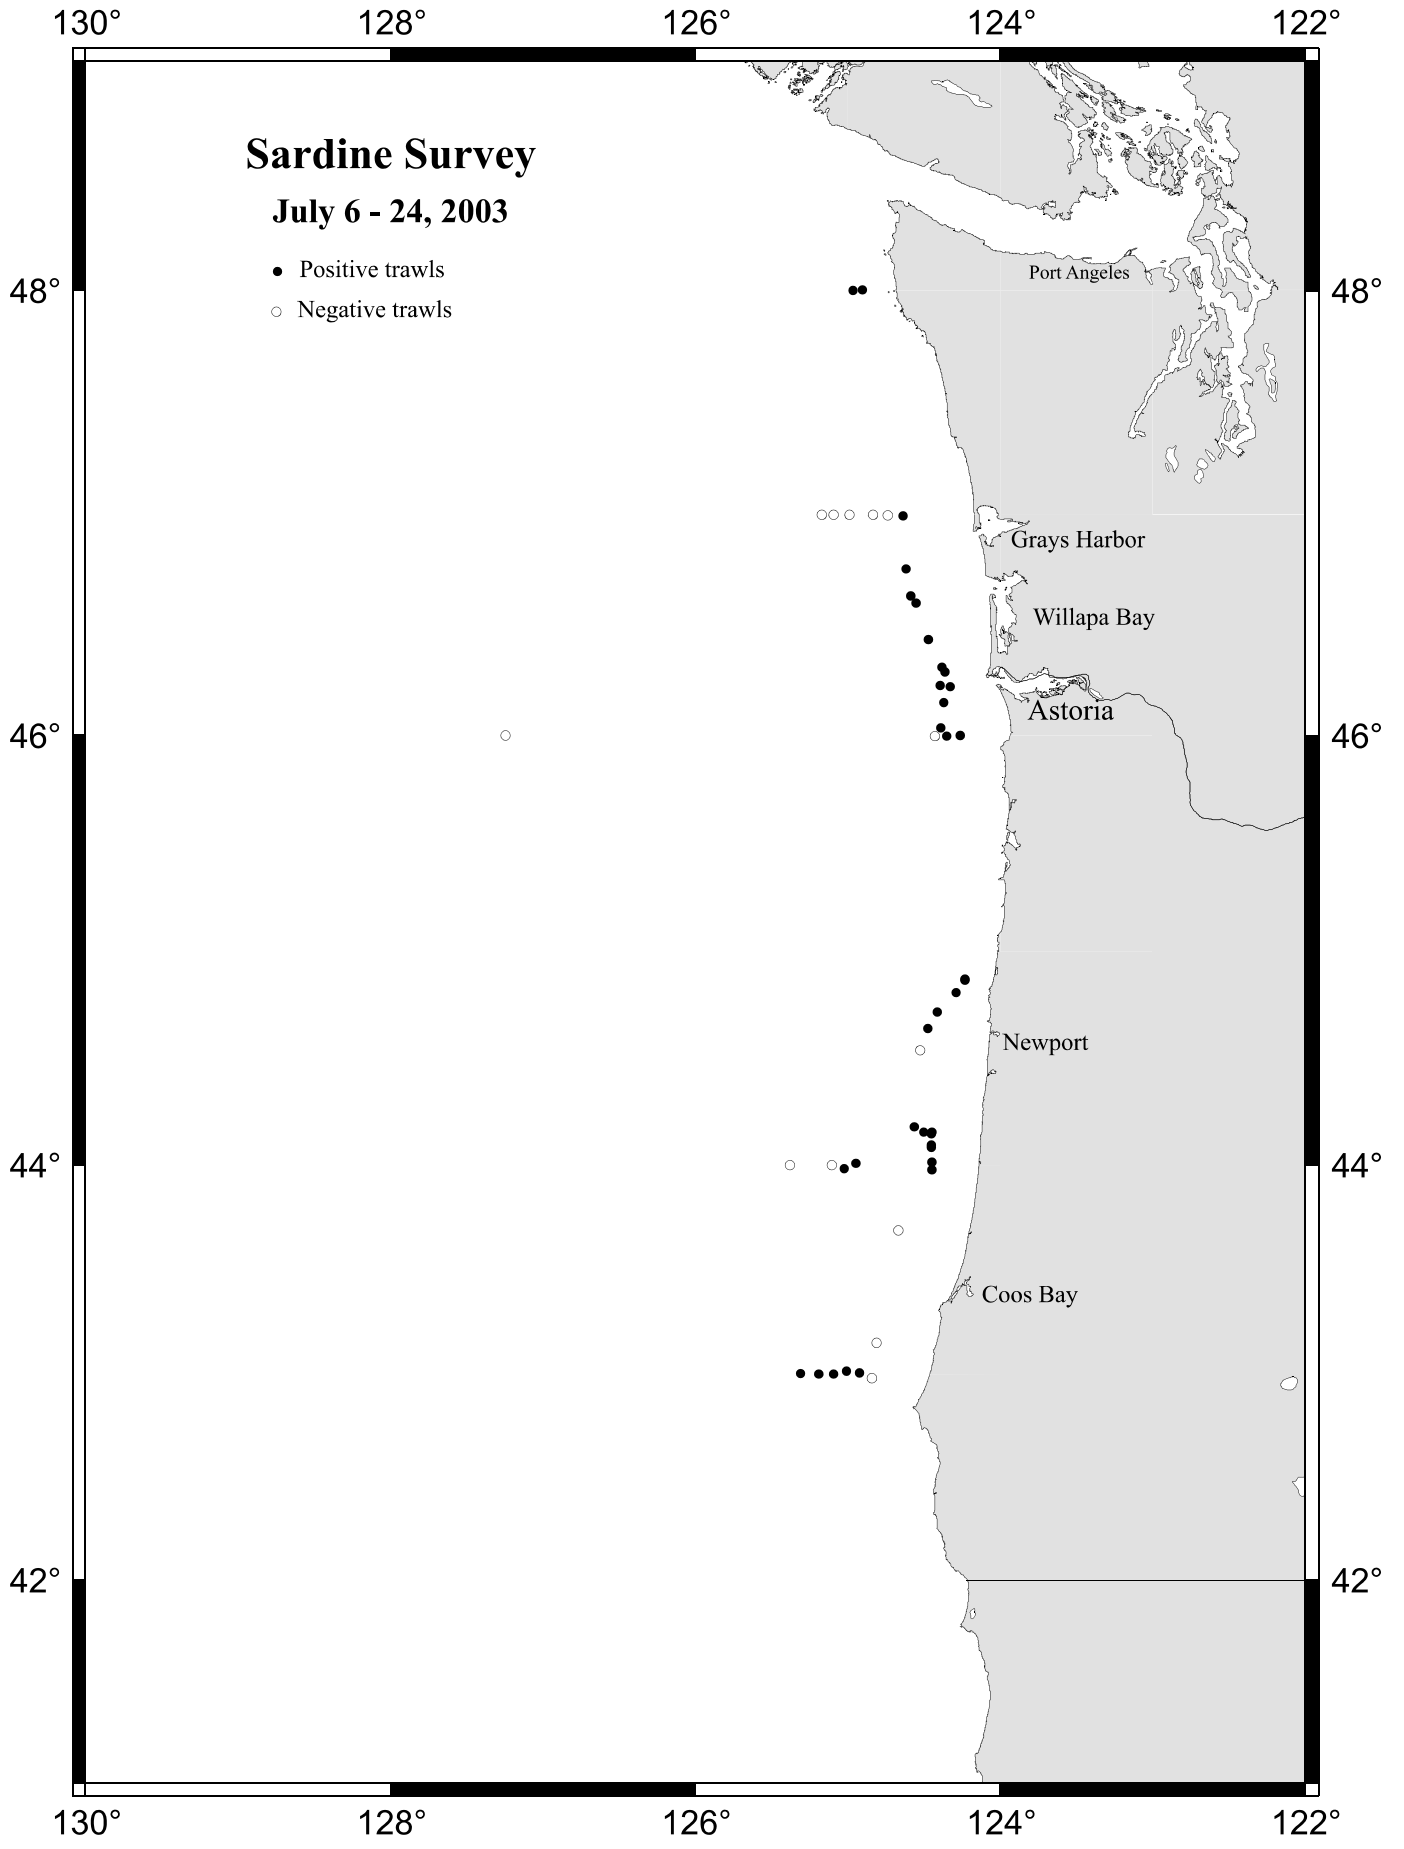 130° 128° 126° 124° 122°
Sardine Survey
July 6 - 24, 2003
Positive trawls
Negative trawls
Port Angeles
48° 48°
Grays Harbor
Willapa Bay
Astoria
46° 46°
Newport
44° 44°
Coos Bay
42° 42°
130° 128° 126° 124° 122°